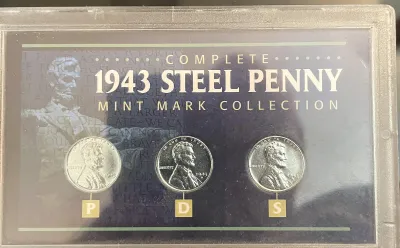 COMPLETE
1943 STEEL PENNY
MINT MARK COLLECTION
P D S